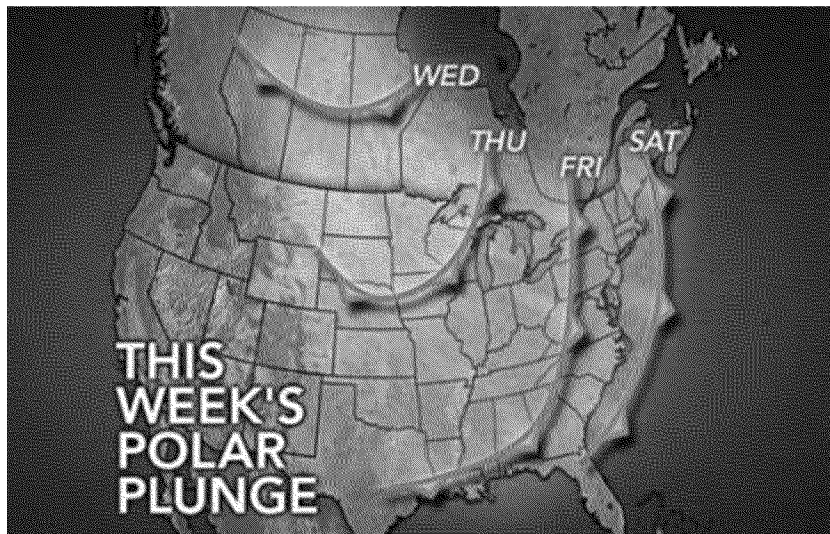 WED
THU
FRI
SAT
THIS
WEEK'S
POLAR
PLUNGE